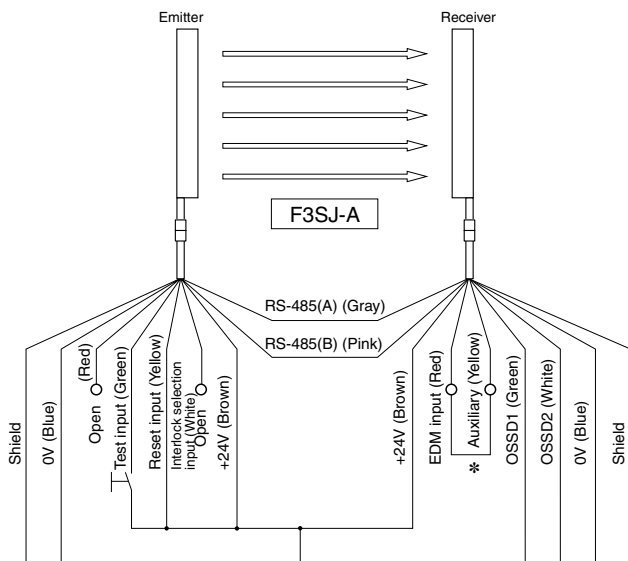 Emitter
Receiver
F3SJ-A
RS-485(A) (Gray)
RS-485(B) (Pink)
Shield
0V (Blue)
Open (Red)
Test input (Green)
Reset input (Yellow)
Interlock selection
input (White)
Open
+24V (Brown)
+24V (Brown)
EDM input (Red)
Auxiliary (Yellow)
*
OSSD1 (Green)
OSSD2 (White)
0V (Blue)
Shield